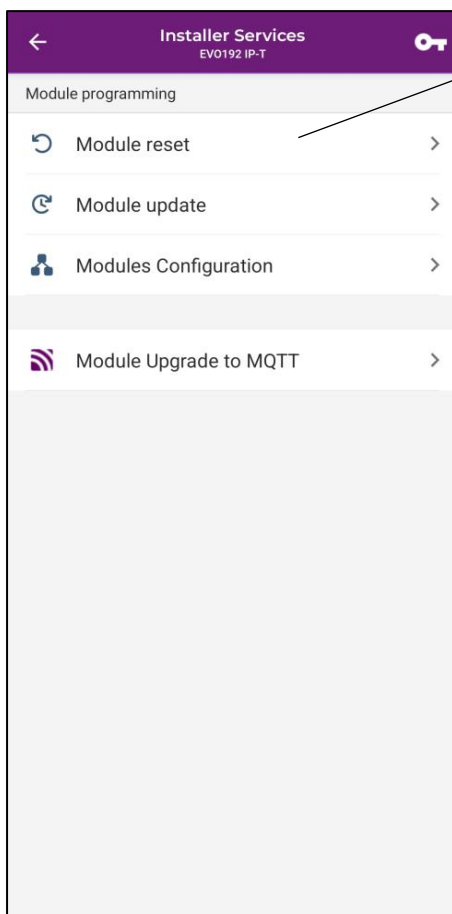 Installer Services
EVO192 IP-T
Module programming
Module reset
Module update
Modules Configuration
Module Upgrade to MQTT